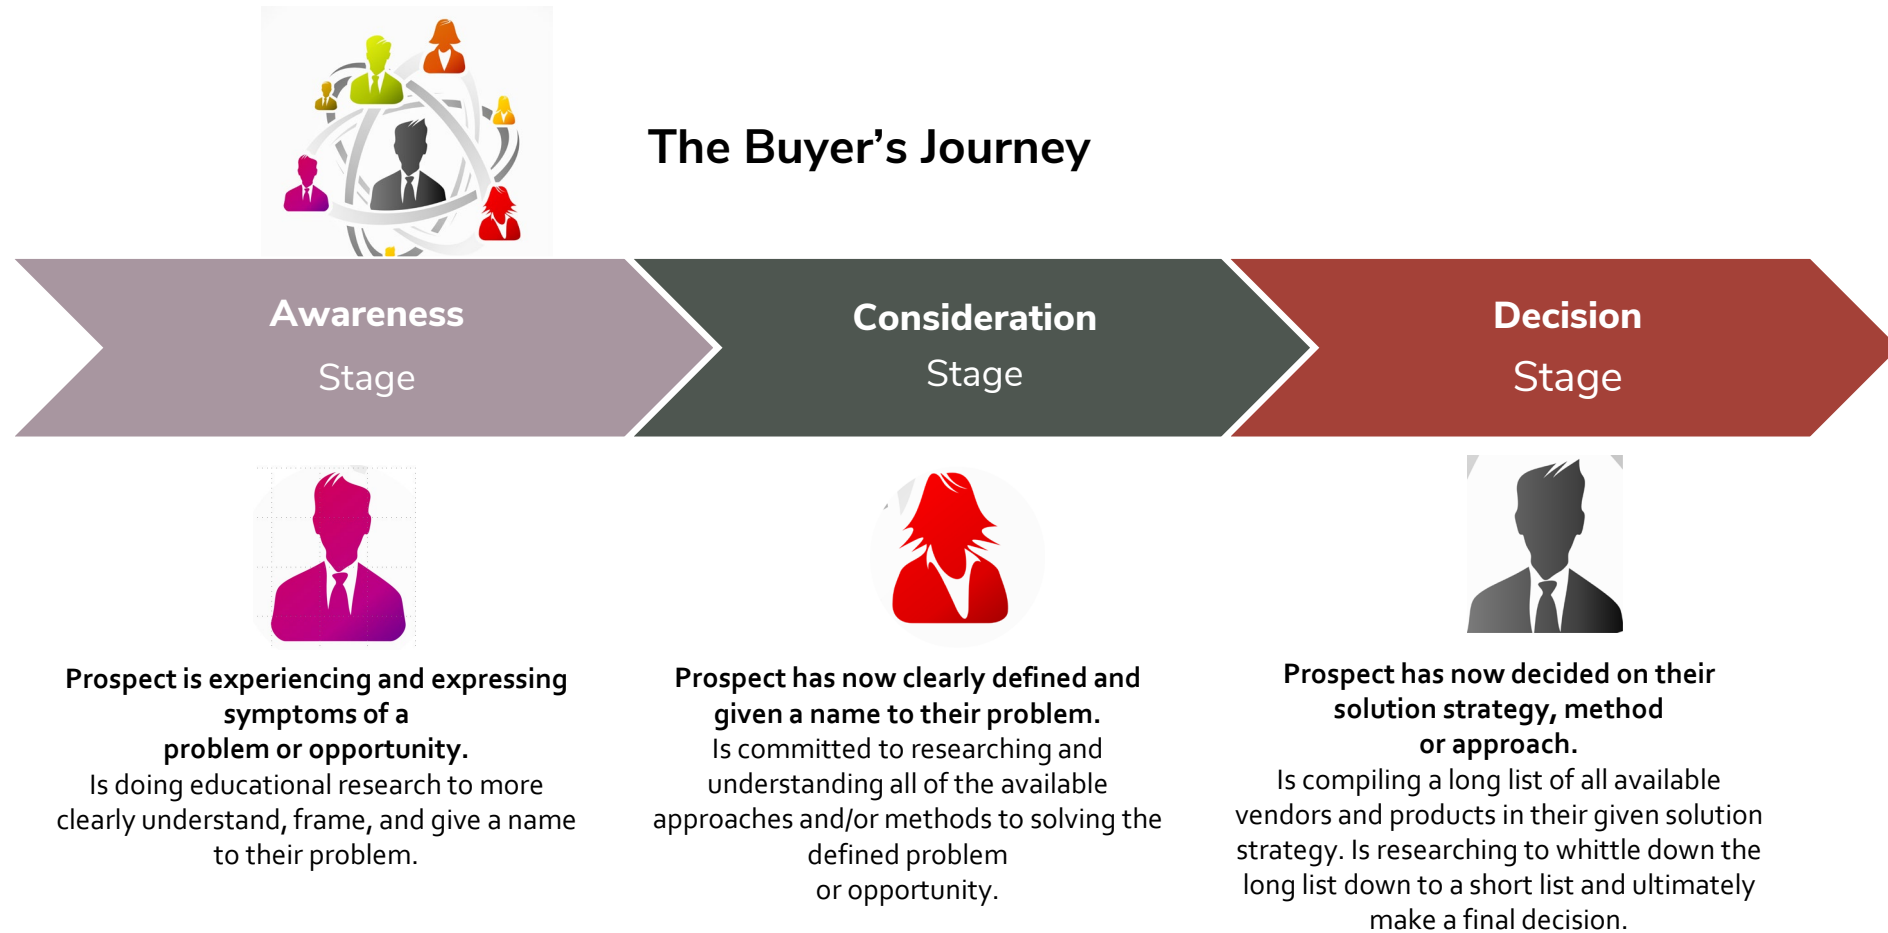 The Buyer’s Journey
Awareness
Stage
Consideration
Stage
Decision
Stage
Prospect is experiencing and expressing
symptoms of a
problem or opportunity.
Is doing educational research to more
clearly understand, frame, and give a name
to their problem.
Prospect has now clearly defined and
given a name to their problem.
Is committed to researching and
understanding all of the available
approaches and/or methods to solving the
defined problem
or opportunity.
Prospect has now decided on their
solution strategy, method
or approach.
Is compiling a long list of all available
vendors and products in their given solution
strategy. Is researching to whittle down the
long list down to a short list and ultimately
make a final decision.